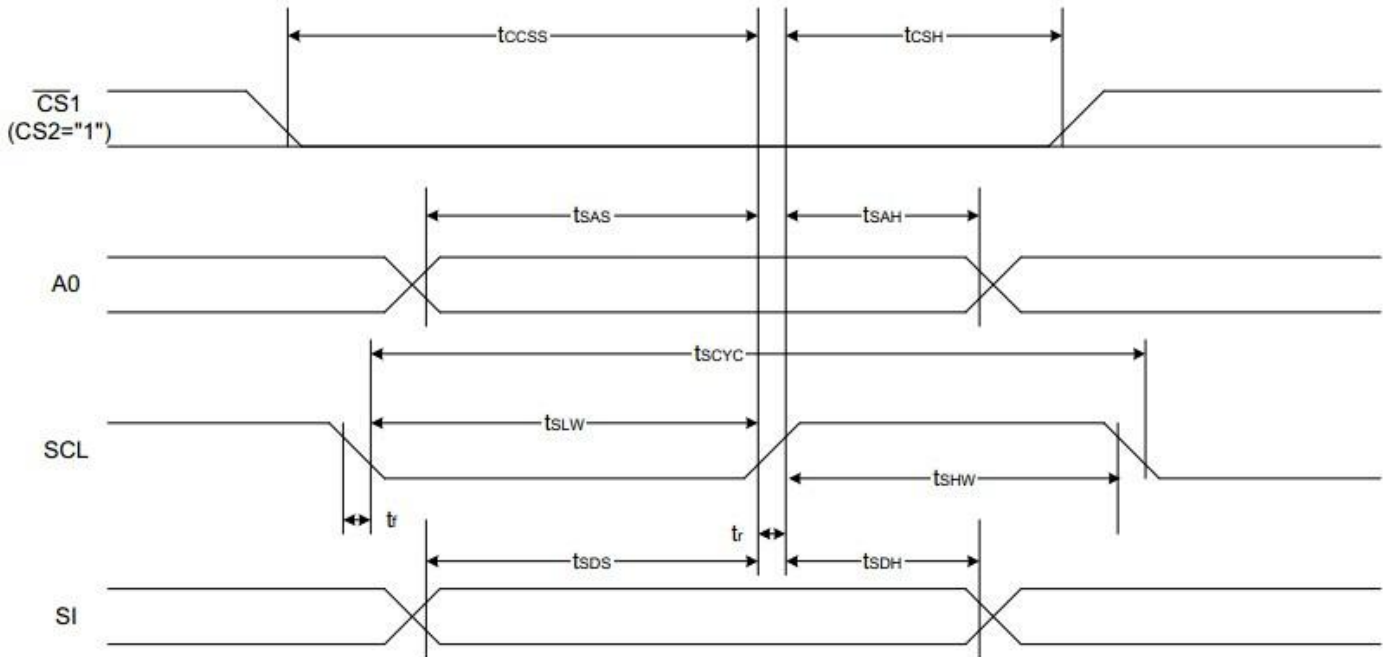 tCCSS
tCSH
CS1
(CS2="1")
tSAS
tSAH
A0
tSCYC
tSLW
SCL
tSHW
tf
tr
tSDS
tSDH
SI